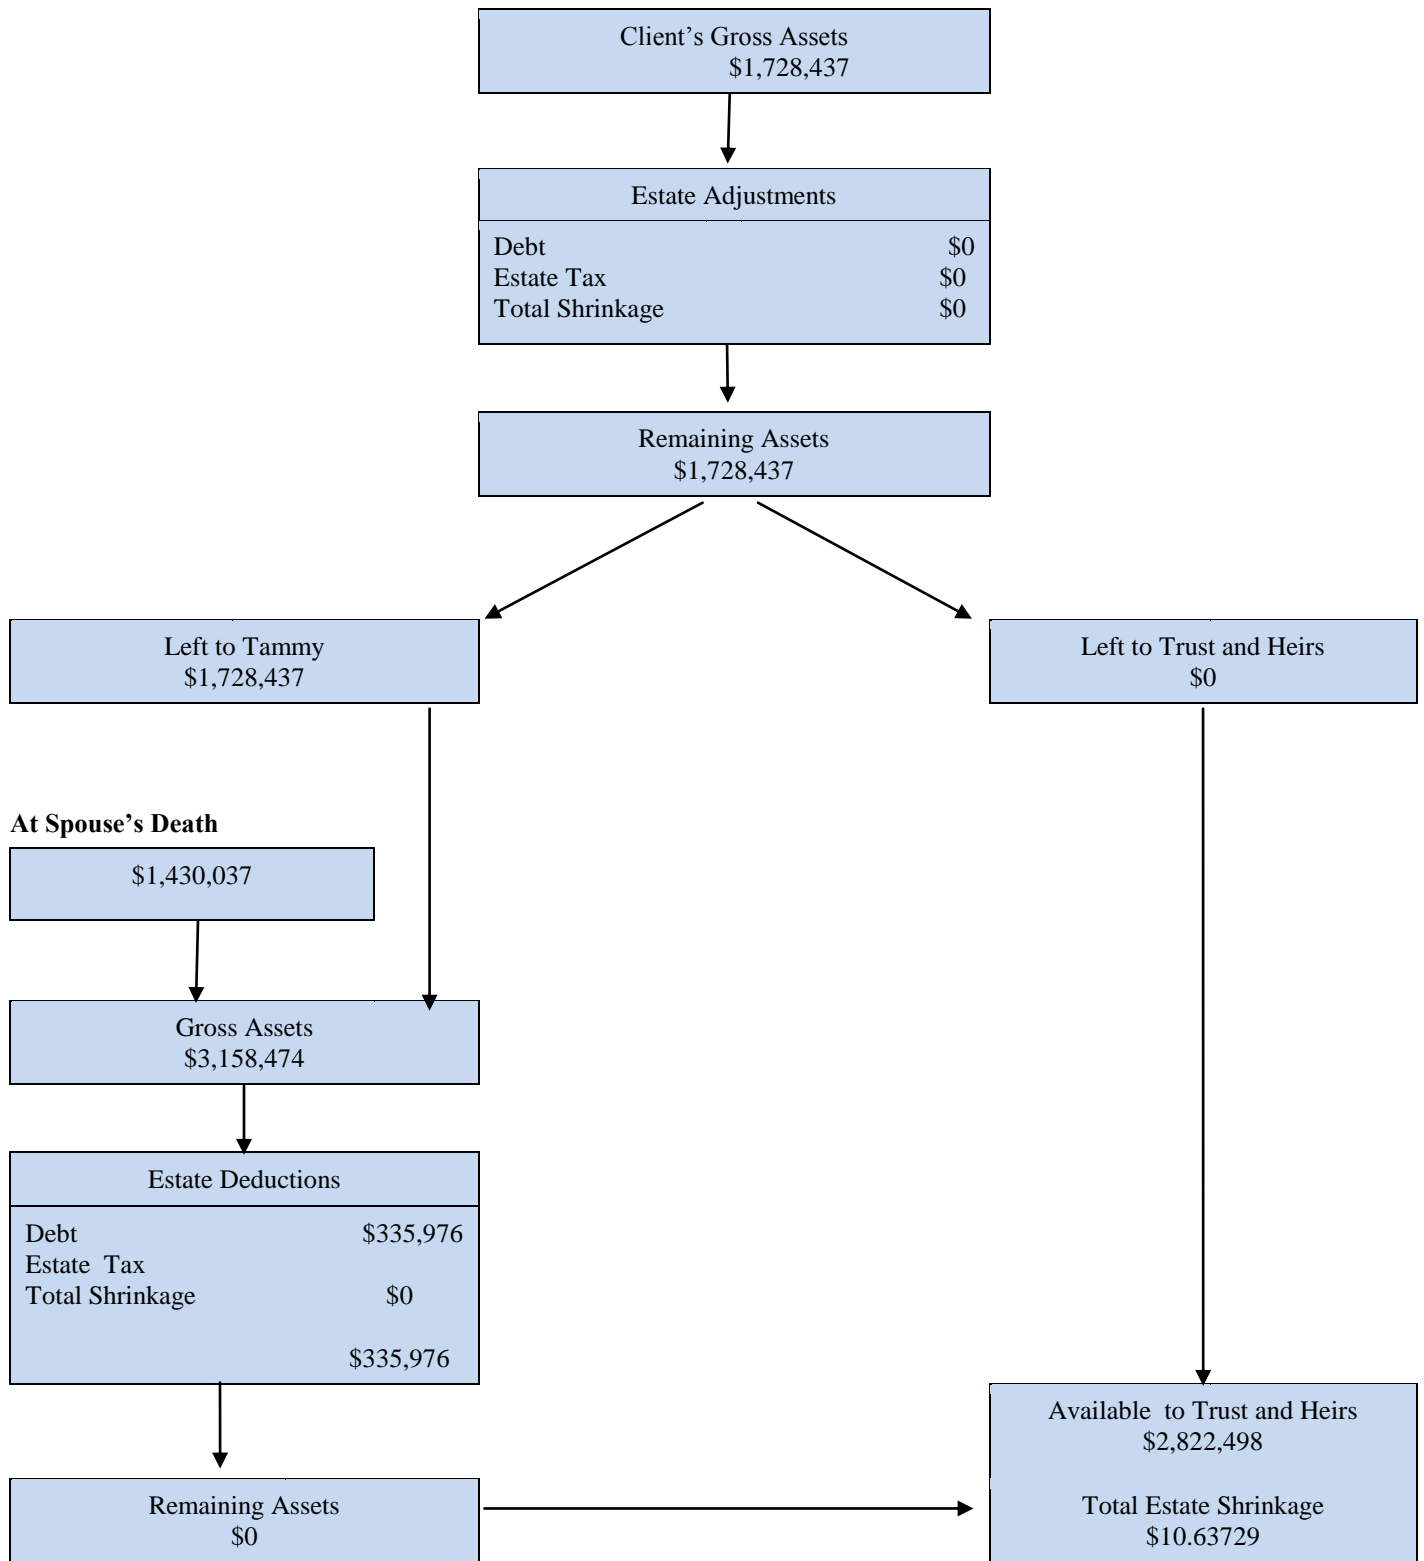 Client’s Gross Assets
$1,728,437
Estate Adjustments
Debt $0
Estate Tax $0
Total Shrinkage $0
Remaining Assets
$1,728,437
Left to Tammy
$1,728,437
Left to Trust and Heirs
$0
At Spouse’s Death
$1,430,037
Gross Assets
$3,158,474
Estate Deductions
Debt $335,976
Estate Tax
Total Shrinkage $0
$335,976
Remaining Assets
$0
Available to Trust and Heirs
$2,822,498
Total Estate Shrinkage
$10.63729